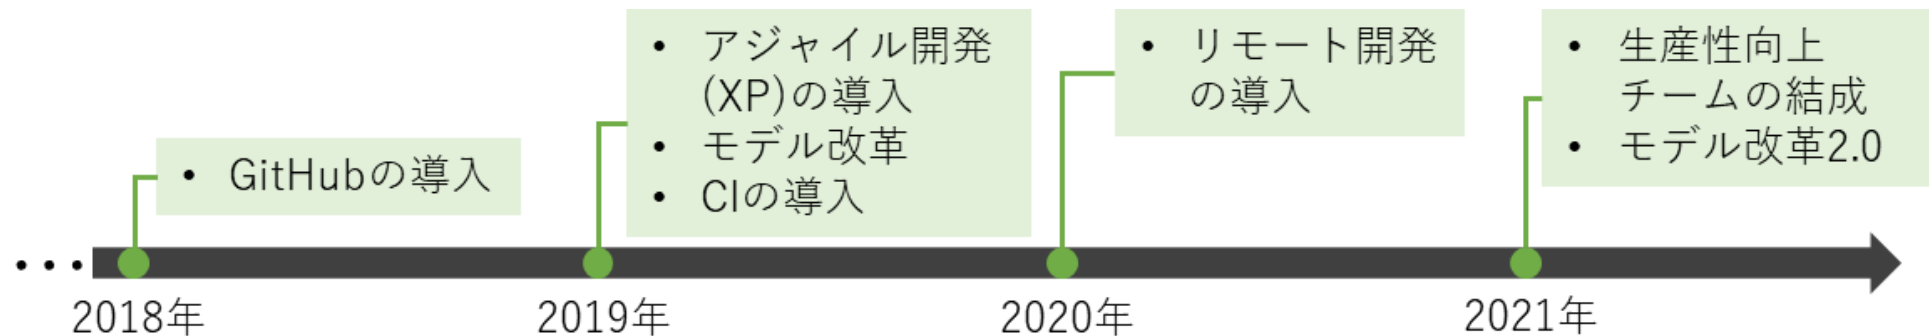 • GitHubの導入
• アジャイル開発
(XP)の導入
• モデル改革
• CIの導入
• リモート開発
の導入
• 生産性向上
チームの結成
• モデル改革2.0
•••
2018年
2019年
2020年
2021年